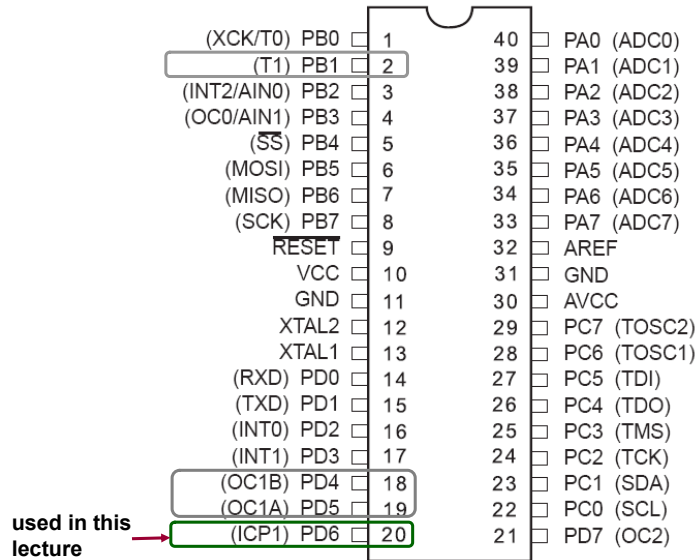 (XCK/T0) PB0 1 40 PA0 (ADC0)
(T1) PB1 2 39 PA1 (ADC1)
(INT2/AIN0) PB2 3 38 PA2 (ADC2)
(OC0/AIN1) PB3 4 37 PA3 (ADC3)
(SS) PB4 5 36 PA4 (ADC4)
(MOSI) PB5 6 35 PA5 (ADC5)
(MISO) PB6 7 34 PA6 (ADC6)
(SCK) PB7 8 33 PA7 (ADC7)
RESET 9 32 AREF
VCC 10 31 GND
GND 11 30 AVCC
XTAL2 12 29 PC7 (TOSC2)
XTAL1 13 28 PC6 (TOSC1)
(RXD) PD0 14 27 PC5 (TDI)
(TXD) PD1 15 26 PC4 (TDO)
(INT0) PD2 16 25 PC3 (TMS)
(INT1) PD3 17 24 PC2 (TCK)
(OC1B) PD4 18 23 PC1 (SDA)
(OC1A) PD5 19 22 PC0 (SCL)
(ICP1) PD6 20 21 PD7 (OC2)
used in this
lecture